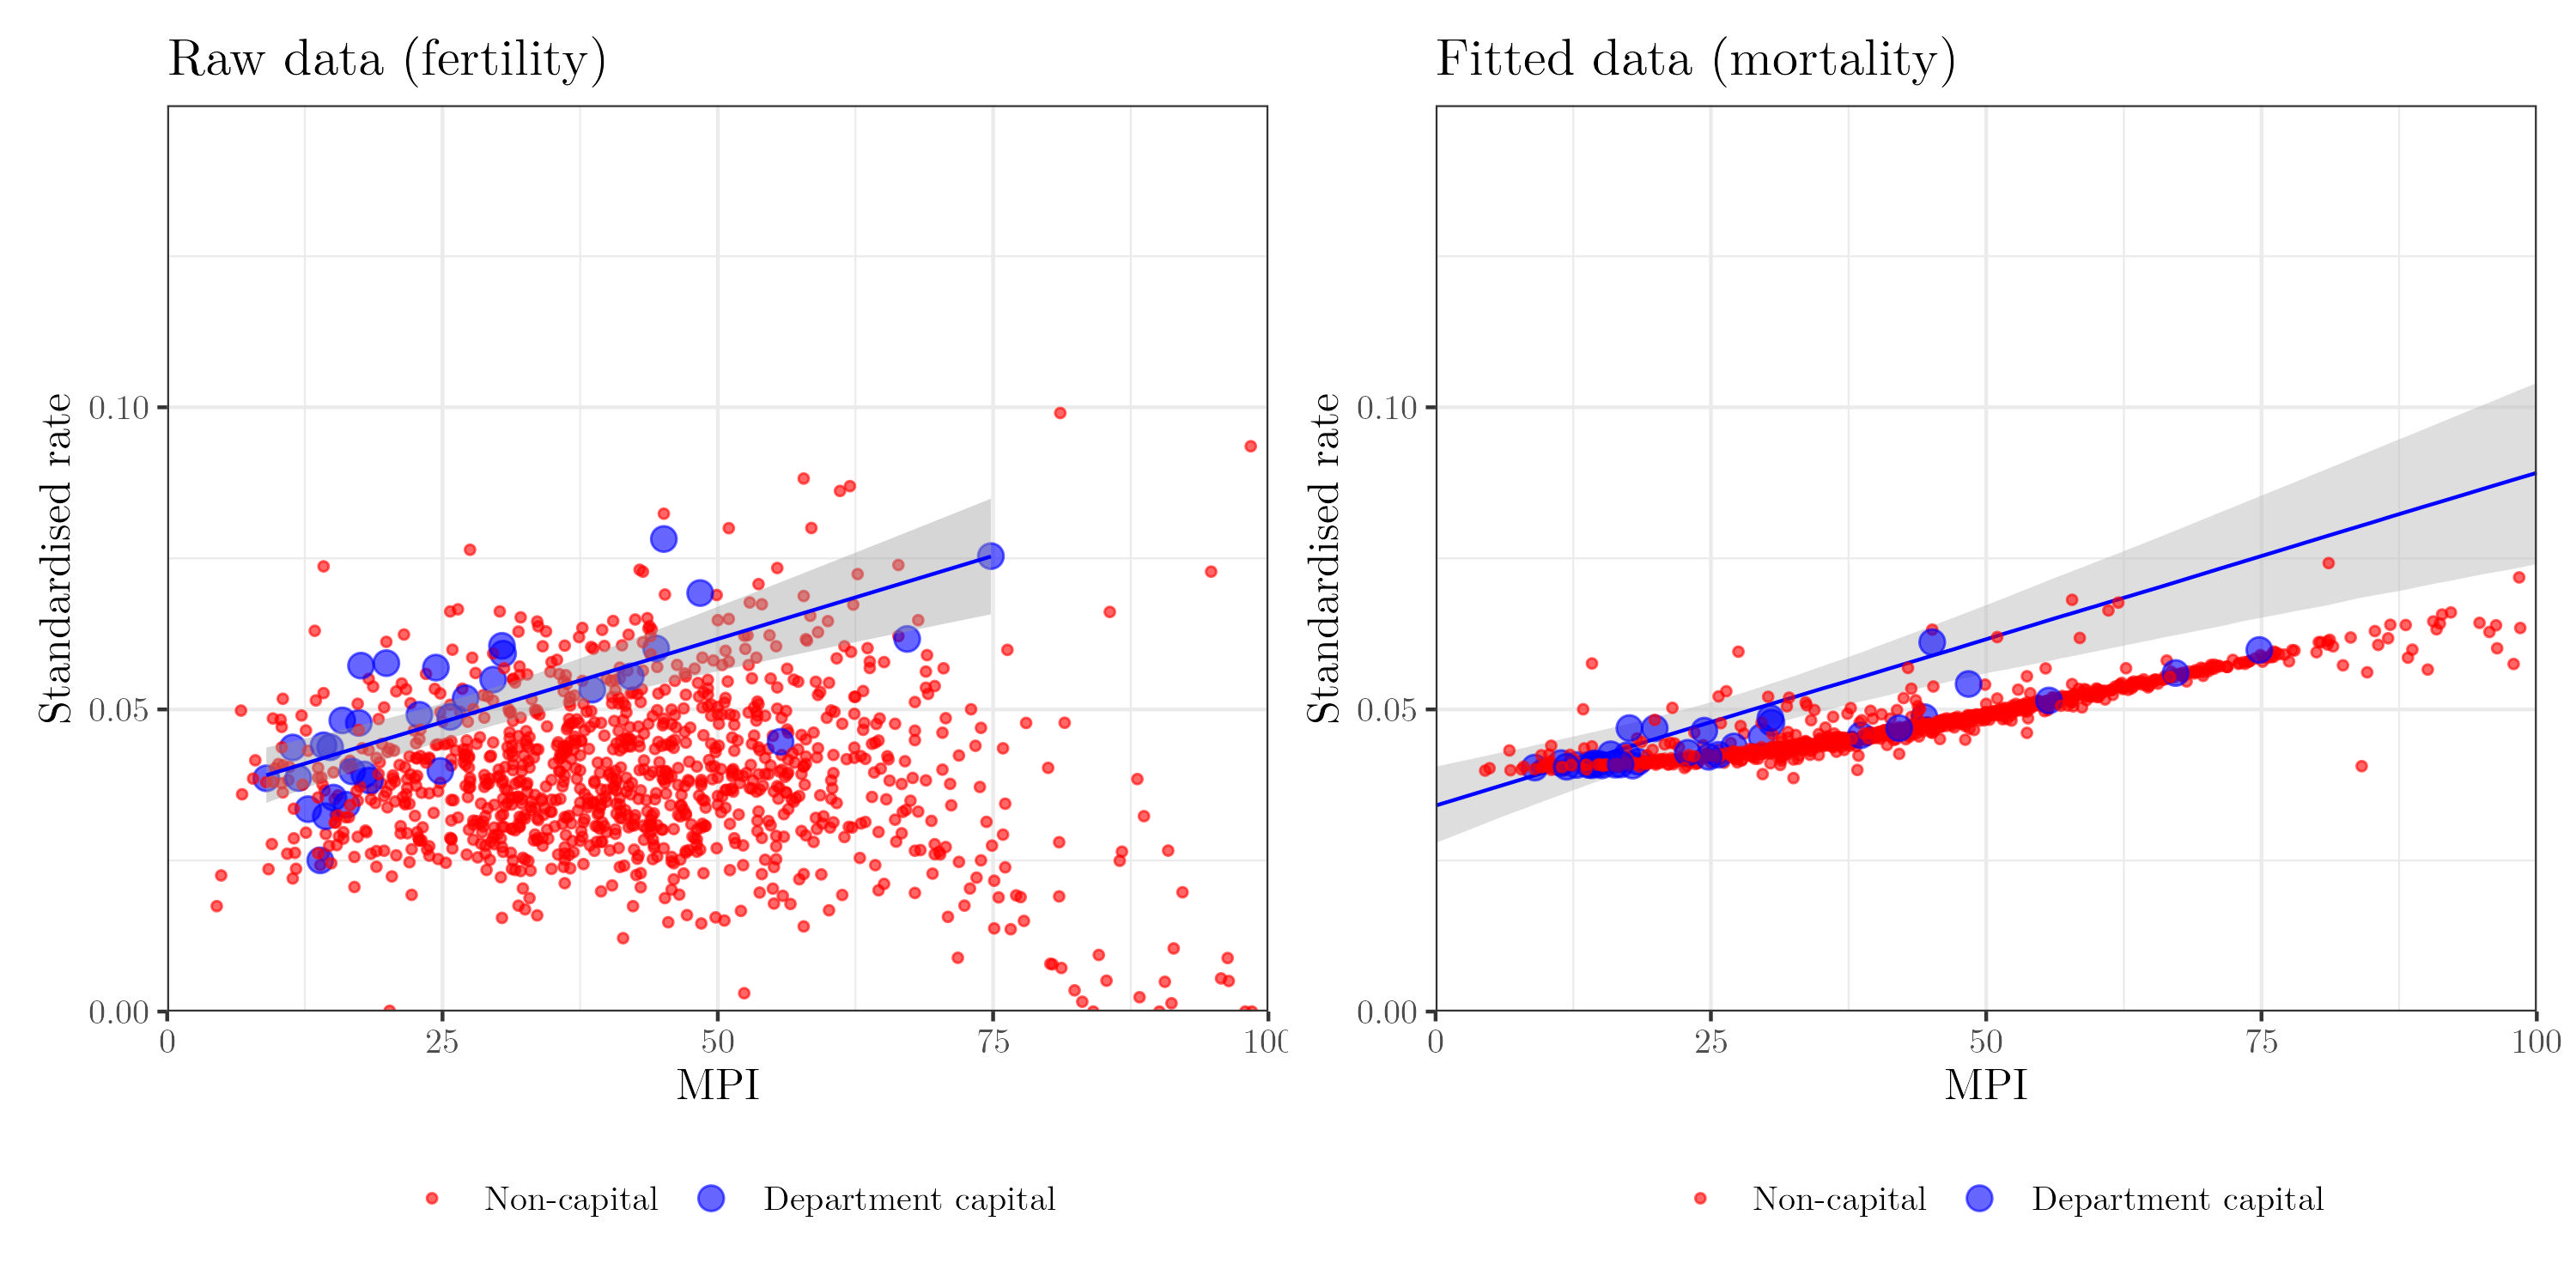 Raw data (fertility)
Standardised rate
0.10
0.05
0.00
0 25 50 75 100
MPI
Non-capital Department capital
Fitted data (mortality)
Standardised rate
0.10
0.05
0.00
0 25 50 75 100
MPI
Non-capital Department capital